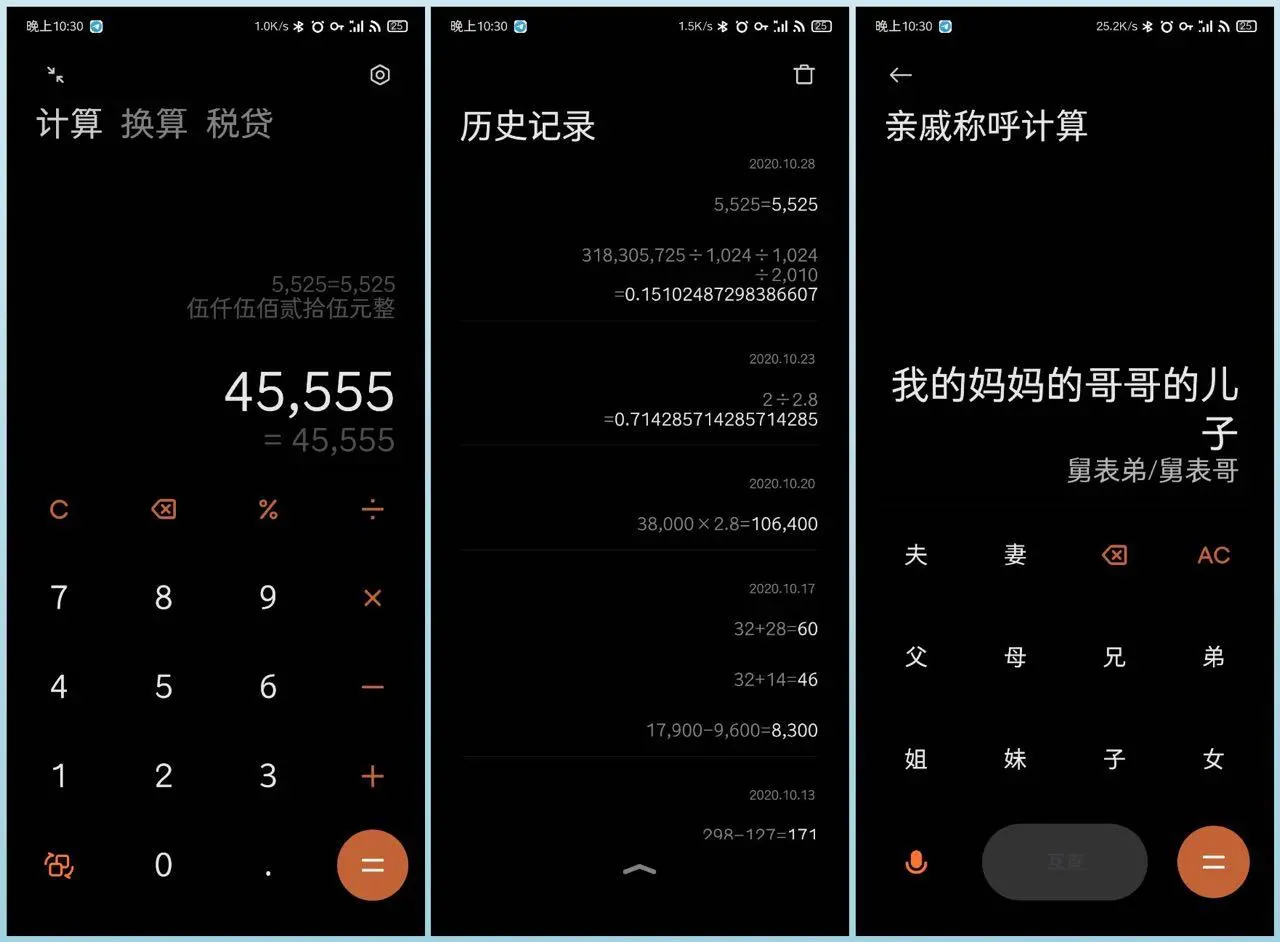 晚上10:30
1.0K/s
25
计算 换算 税贷
5,525=5,525
伍仟伍佰贰拾伍元整
45,555
= 45,555
C % ÷
7 8 9 ×
4 5 6 −
1 2 3 +
0 . =
晚上10:30
1.5K/s
25
历史记录
2020.10.28
5,525=5,525
318,305,725÷1,024÷1,024
÷2,010
=0.15102487298386607
2020.10.23
2÷2.8
=0.714285714285714285
2020.10.20
38,000×2.8=106,400
2020.10.17
32+28=60
32+14=46
17,900−9,600=8,300
2020.10.13
298−127=171
晚上10:30
25.2K/s
25
亲戚称呼计算
我的妈妈的哥哥的儿
子
舅表弟/舅表哥
夫 妻 AC
父 母 兄 弟
姐 妹 子 女
互查 =